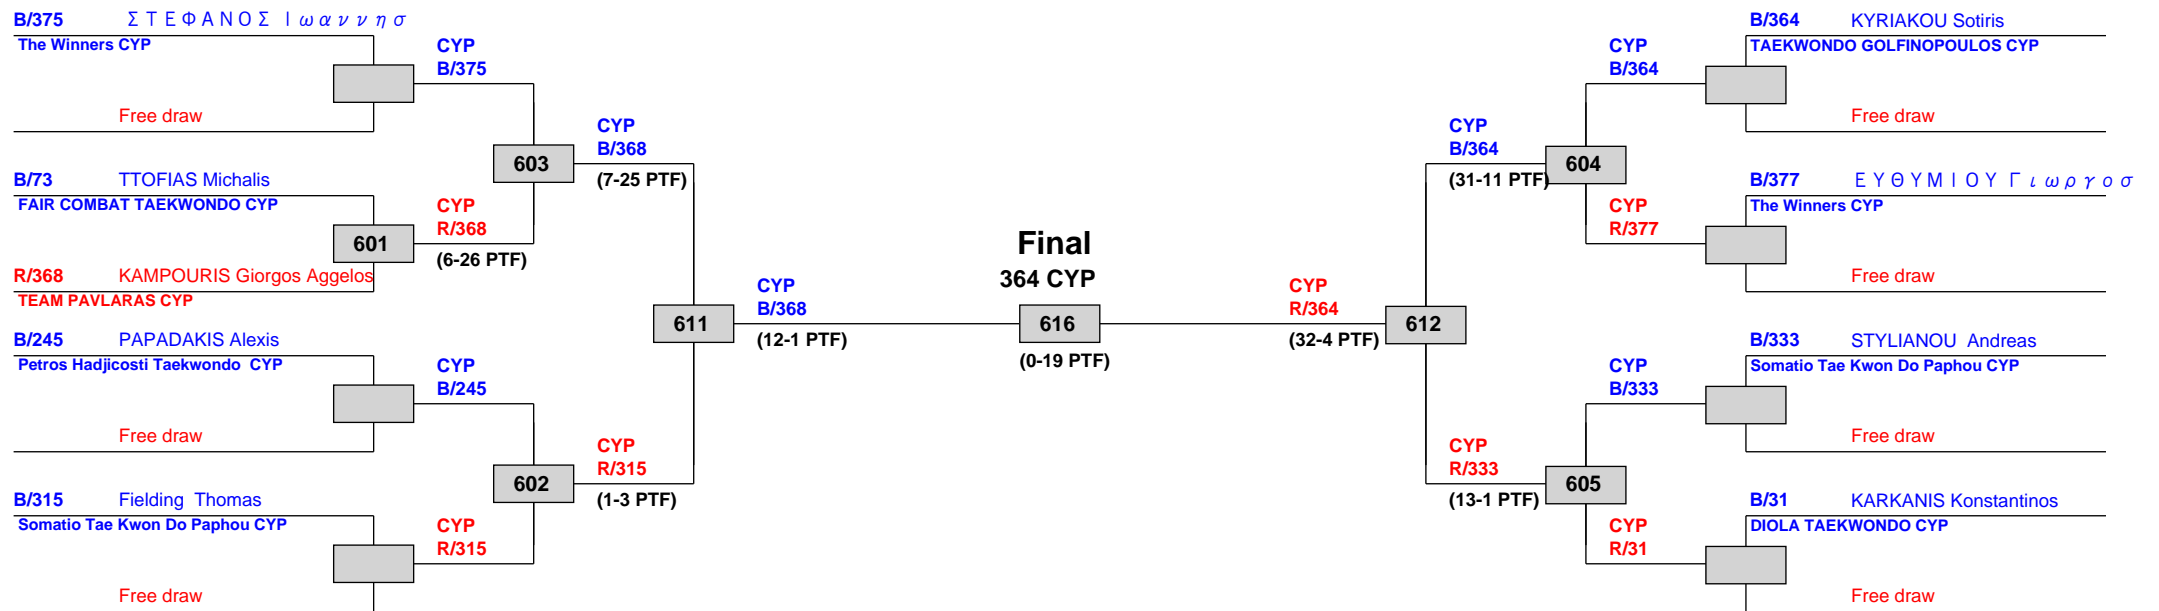 B/375 ΣΤΕΦΑΝΟΣ Ιωαννησ
The Winners CYP
Free draw
CYP
B/375
B/73 TTOFIAS Michalis
FAIR COMBAT TAEKWONDO CYP
601
R/368 KAMPOURIS Giorgos Aggelos
TEAM PAVLARAS CYP
CYP
R/368
(6-26 PTF)
603
CYP
B/368
(7-25 PTF)
B/245 PAPADAKIS Alexis
Petros Hadjicosti Taekwondo  CYP
Free draw
CYP
B/245
B/315 Fielding  Thomas
Somatio Tae Kwon Do Paphou CYP
Free draw
CYP
R/315
602
CYP
R/315
(1-3 PTF)
611
CYP
B/368
(12-1 PTF)
Final
364 CYP
616
(0-19 PTF)
CYP
R/364
(32-4 PTF)
612
CYP
B/364
(31-11 PTF)
604
CYP
B/364
B/364 KYRIAKOU Sotiris
TAEKWONDO GOLFINOPOULOS CYP
Free draw
CYP
R/377
B/377 ΕΥΘΥΜΙΟΥ Γιωργοσ
The Winners CYP
Free draw
CYP
R/333
(13-1 PTF)
605
CYP
B/333
B/333 STYLIANOU  Andreas
Somatio Tae Kwon Do Paphou CYP
Free draw
CYP
R/31
B/31 KARKANIS Konstantinos
DIOLA TAEKWONDO CYP
Free draw